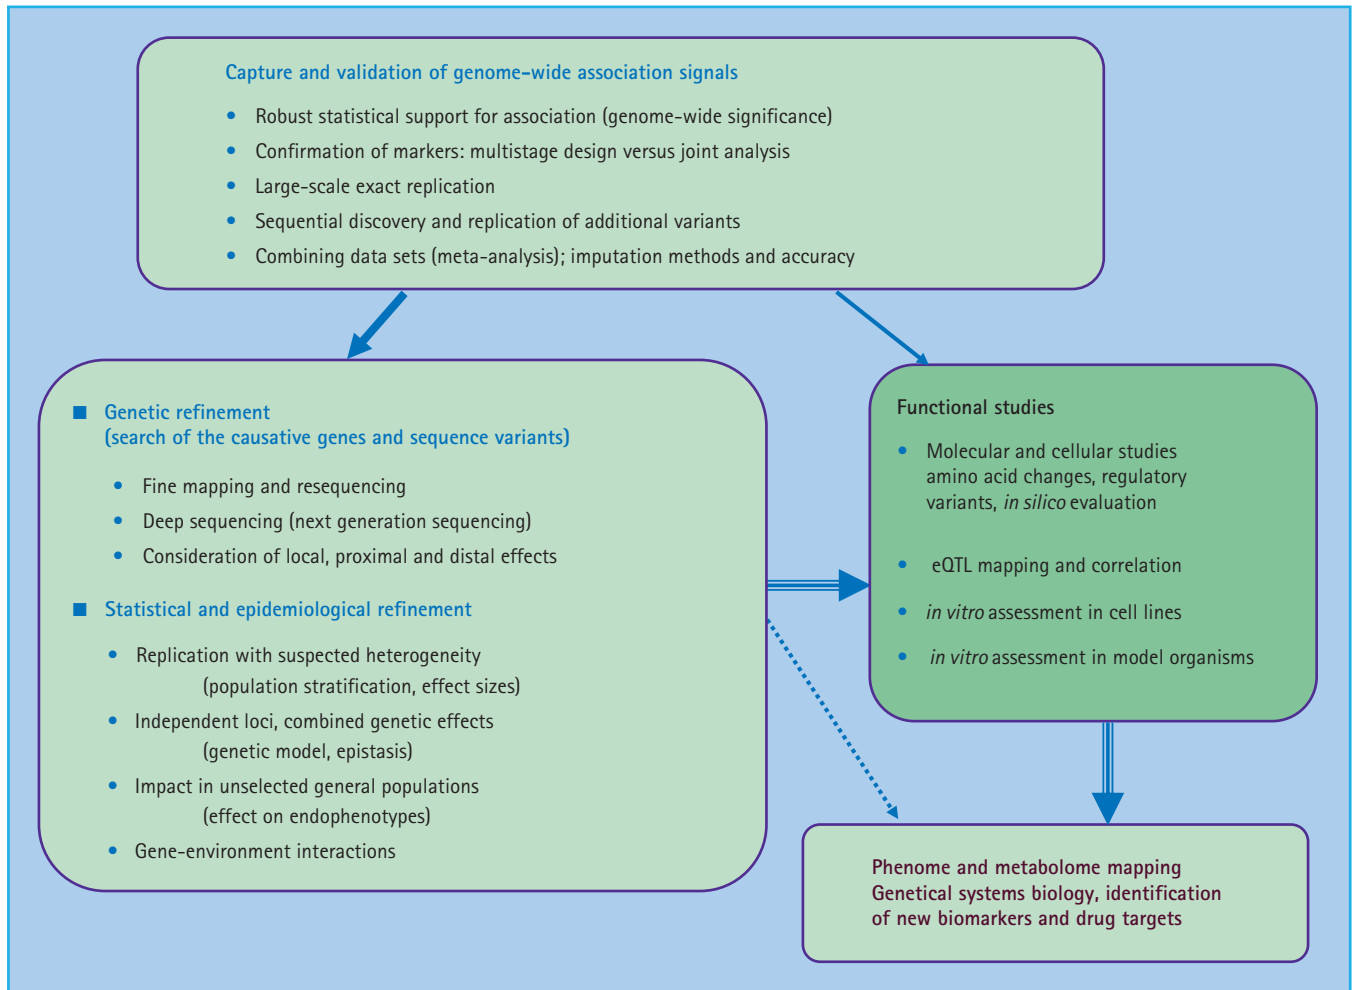 Capture and validation of genome-wide association signals
• Robust statistical support for association (genome-wide significance)
• Confirmation of markers: multistage design versus joint analysis
• Large-scale exact replication
• Sequential discovery and replication of additional variants
• Combining data sets (meta-analysis); imputation methods and accuracy
■ Genetic refinement
(search of the causative genes and sequence variants)
• Fine mapping and resequencing
• Deep sequencing (next generation sequencing)
• Consideration of local, proximal and distal effects
■ Statistical and epidemiological refinement
• Replication with suspected heterogeneity
(population stratification, effect sizes)
• Independent loci, combined genetic effects
(genetic model, epistasis)
• Impact in unselected general populations
(effect on endophenotypes)
• Gene-environment interactions
Functional studies
• Molecular and cellular studies
amino acid changes, regulatory
variants, in silico evaluation
• eQTL mapping and correlation
• in vitro assessment in cell lines
• in vitro assessment in model organisms
Phenome and metabolome mapping
Genetical systems biology, identification
of new biomarkers and drug targets